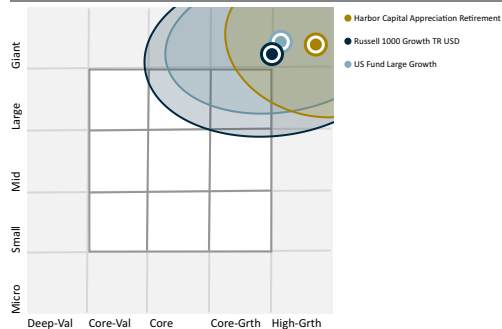 Harbor Capital Appreciation Retirement
Russell 1000 Growth TR USD
US Fund Large Growth
Giant
Large
Mid
Small
Micro
Deep-Val Core-Val Core Core-Grth High-Grth